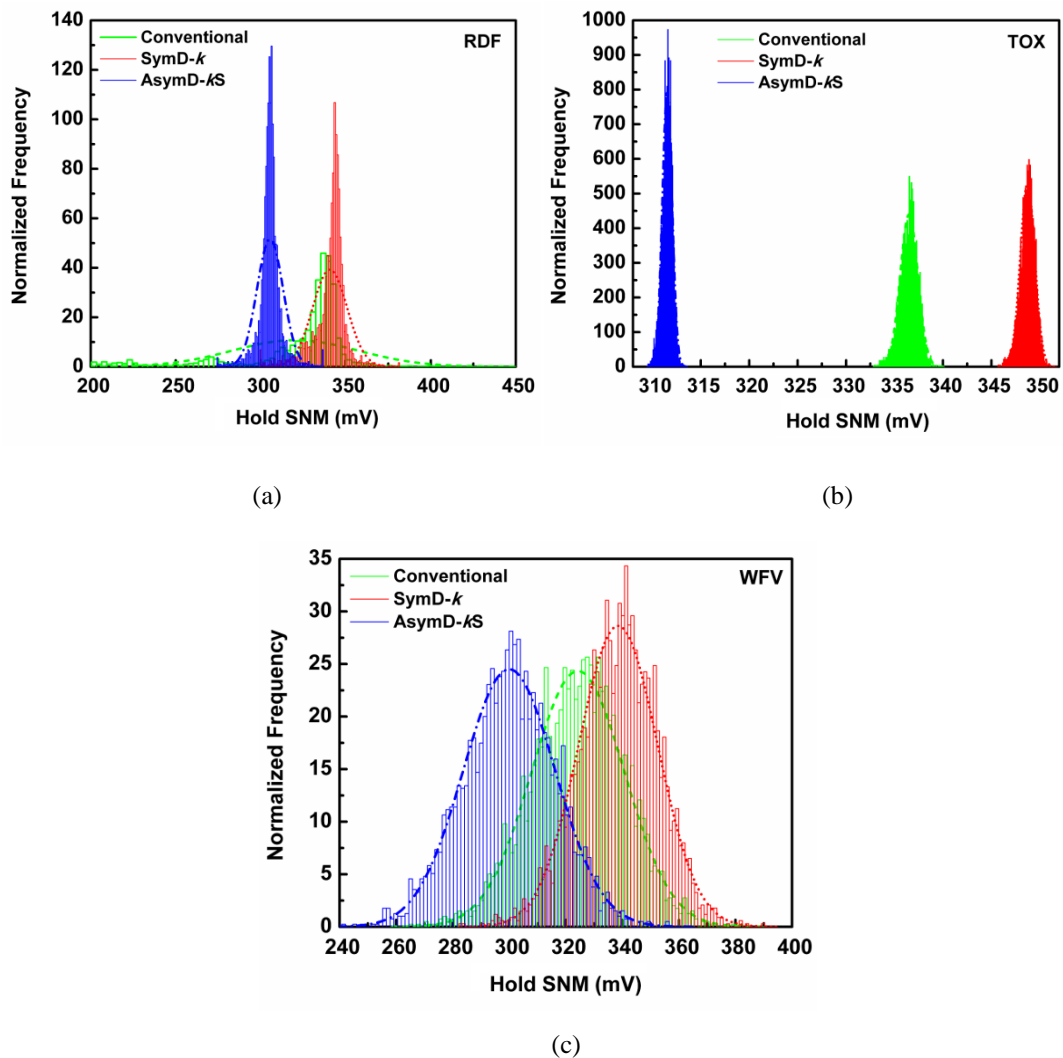 140
120
100
80
60
40
20
0
Normalized Frequency
Conventional
SymD-k
AsymD-kS
RDF
200 250 300 350 400 450
Hold SNM (mV)
(a)
1000
900
800
700
600
500
400
300
200
100
0
Normalized Frequency
Conventional
SymD-k
AsymD-kS
TOX
310 315 320 325 330 335 340 345 350
Hold SNM (mV)
(b)
35
30
25
20
15
10
5
0
Normalized Frequency
Conventional
SymD-k
AsymD-kS
WFV
240 260 280 300 320 340 360 380 400
Hold SNM (mV)
(c)